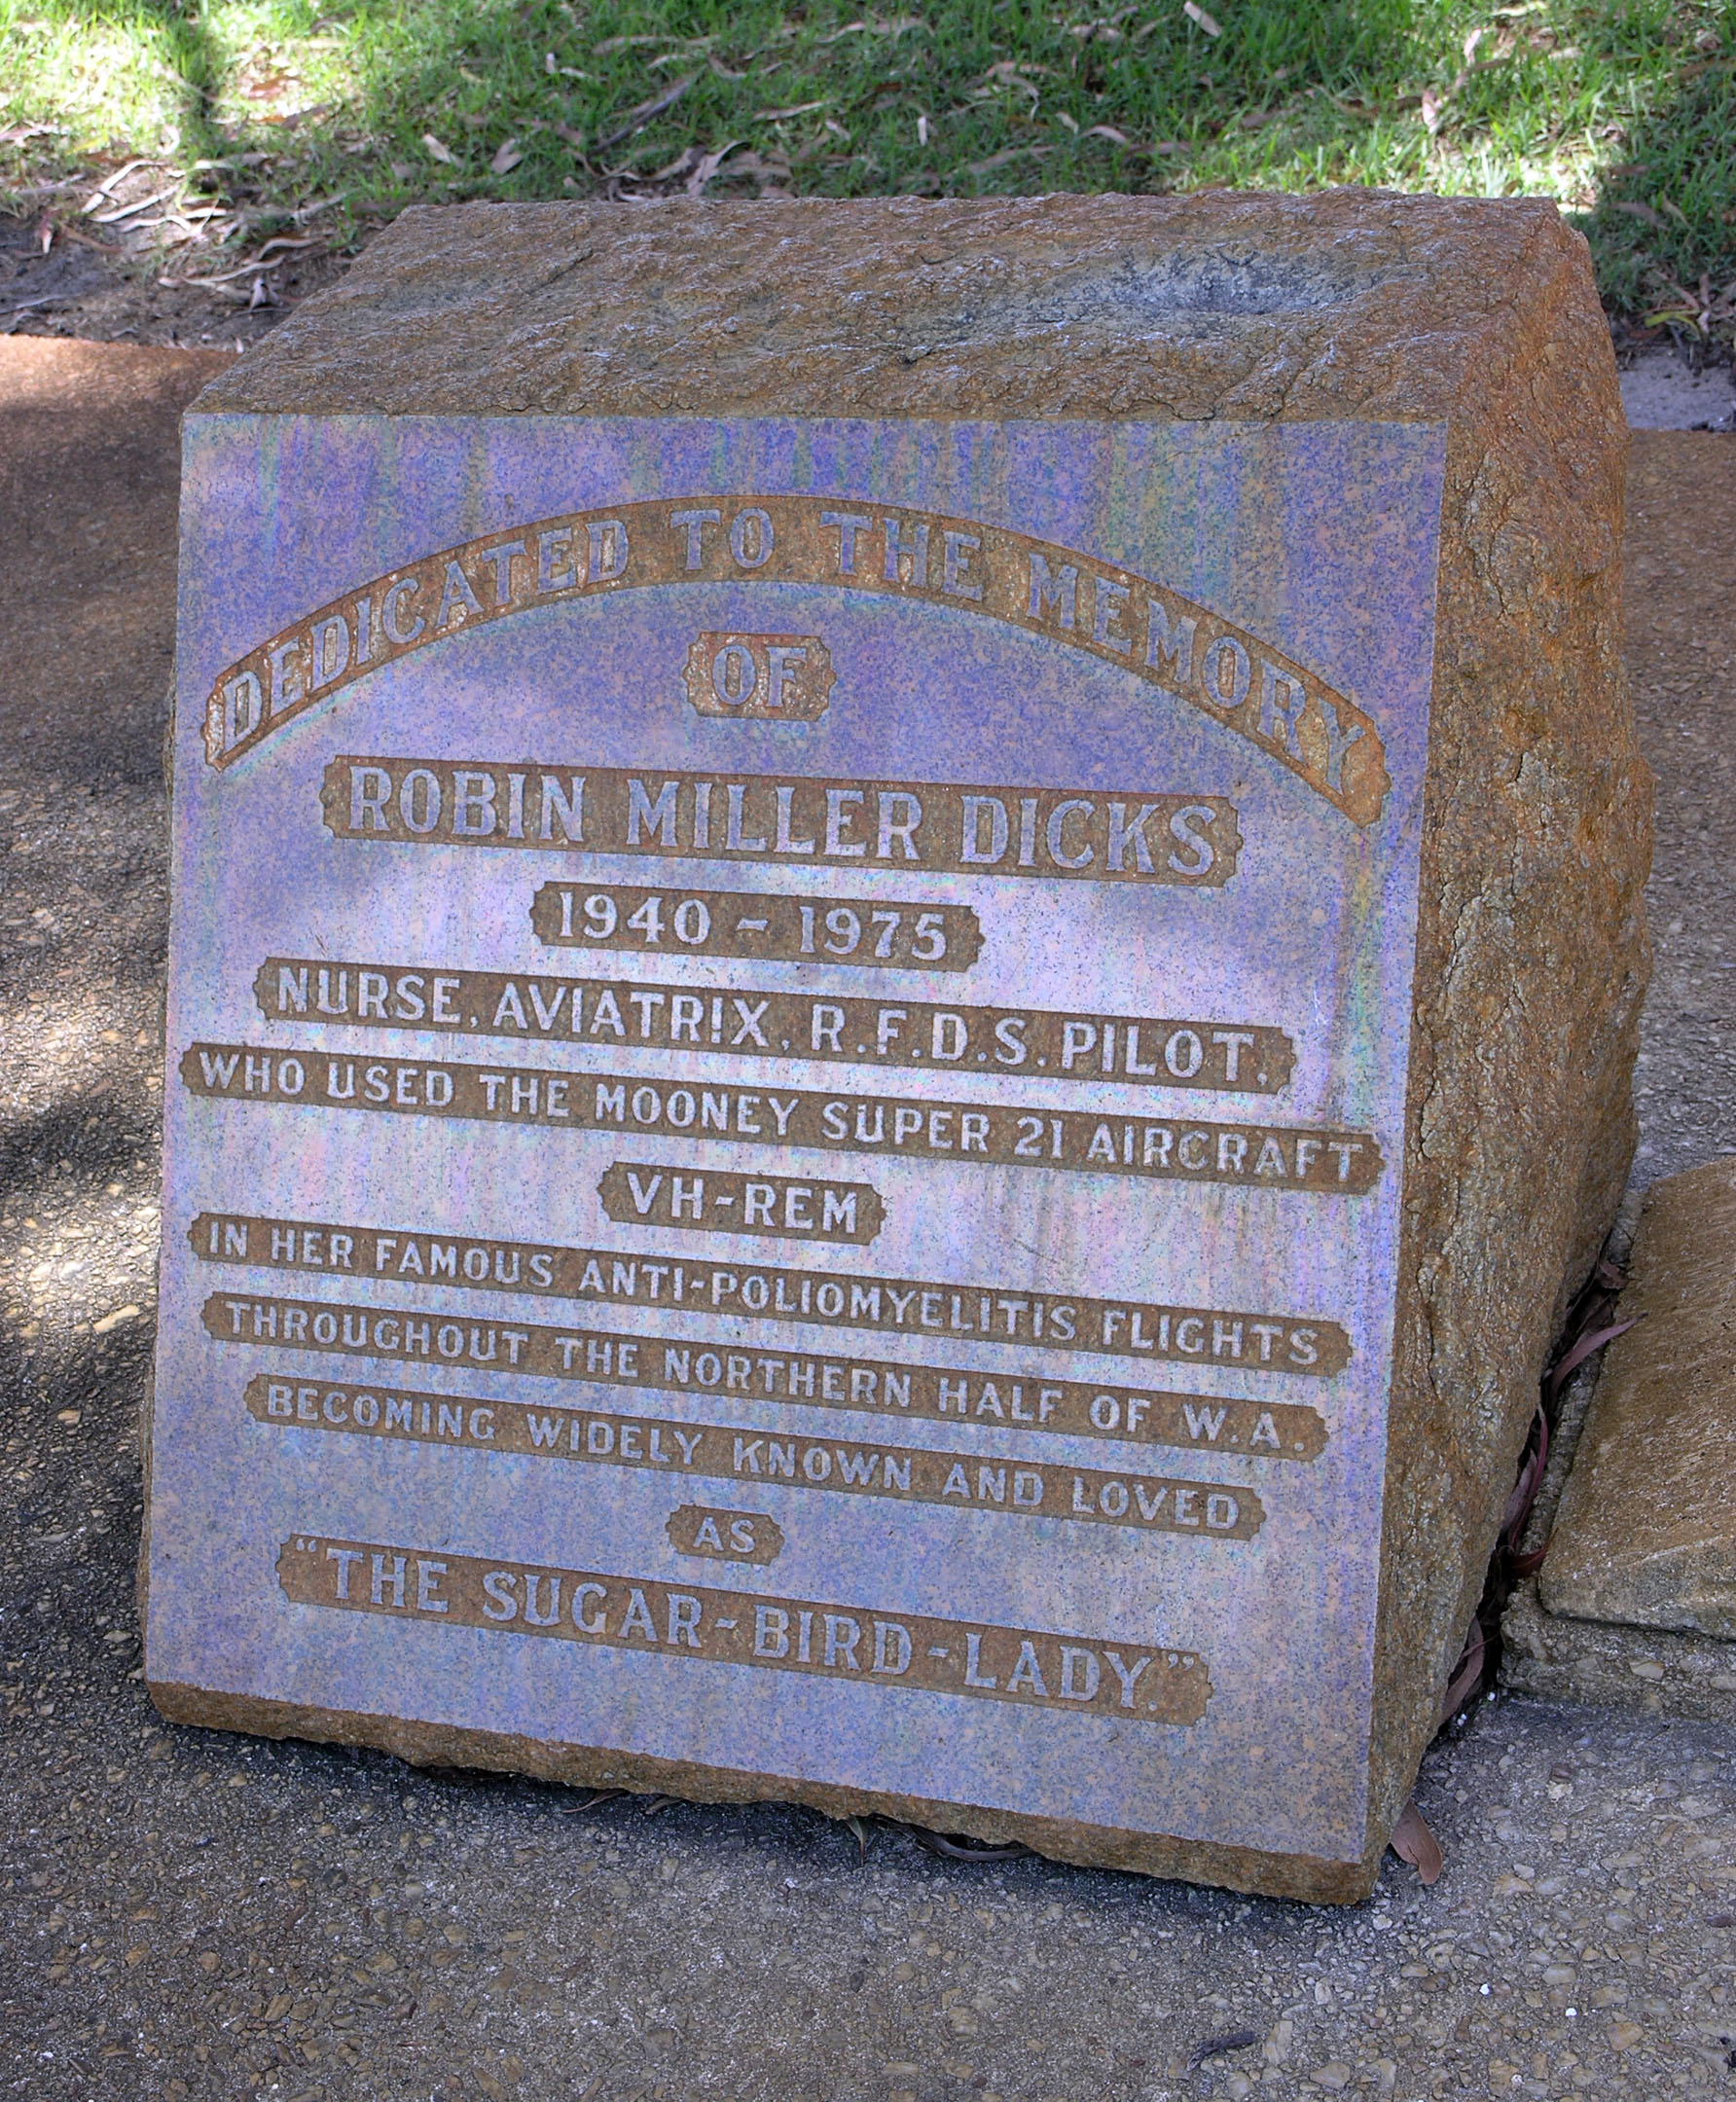 DEDICATED TO THE MEMORY
OF
ROBIN MILLER DICKS
1940 - 1975
NURSE, AVIATRIX, R.F.D.S. PILOT,
WHO USED THE MOONEY SUPER 21 AIRCRAFT
VH-REM
IN HER FAMOUS ANTI-POLIOMYELITIS FLIGHTS
THROUGHOUT THE NORTHERN HALF OF W.A.
BECOMING WIDELY KNOWN AND LOVED
AS
"THE SUGAR-BIRD-LADY."